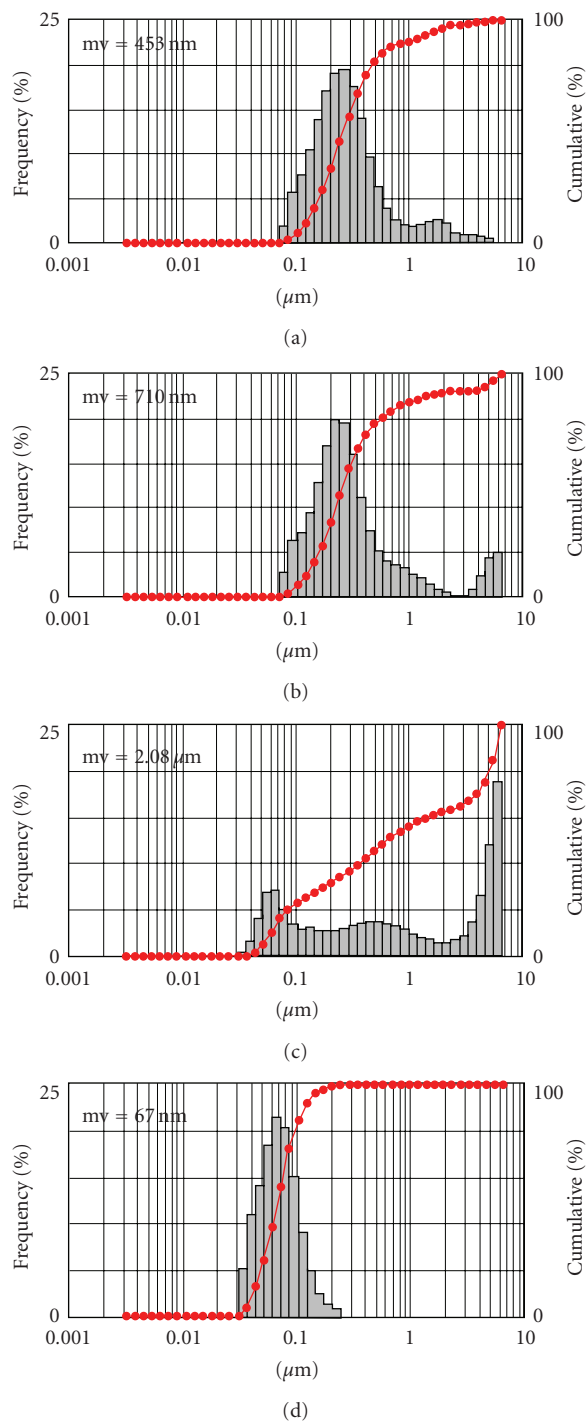 25
100
mv = 453 nm
Frequency (%)
Cumulative (%)
0
0
0.001
0.01
0.1
1
10
(μm)
(a)
25
100
mv = 710 nm
Frequency (%)
Cumulative (%)
0
0
0.001
0.01
0.1
1
10
(μm)
(b)
25
100
mv = 2.08 μm
Frequency (%)
Cumulative (%)
0
0
0.001
0.01
0.1
1
10
(μm)
(c)
25
100
mv = 67 nm
Frequency (%)
Cumulative (%)
0
0
0.001
0.01
0.1
1
10
(μm)
(d)